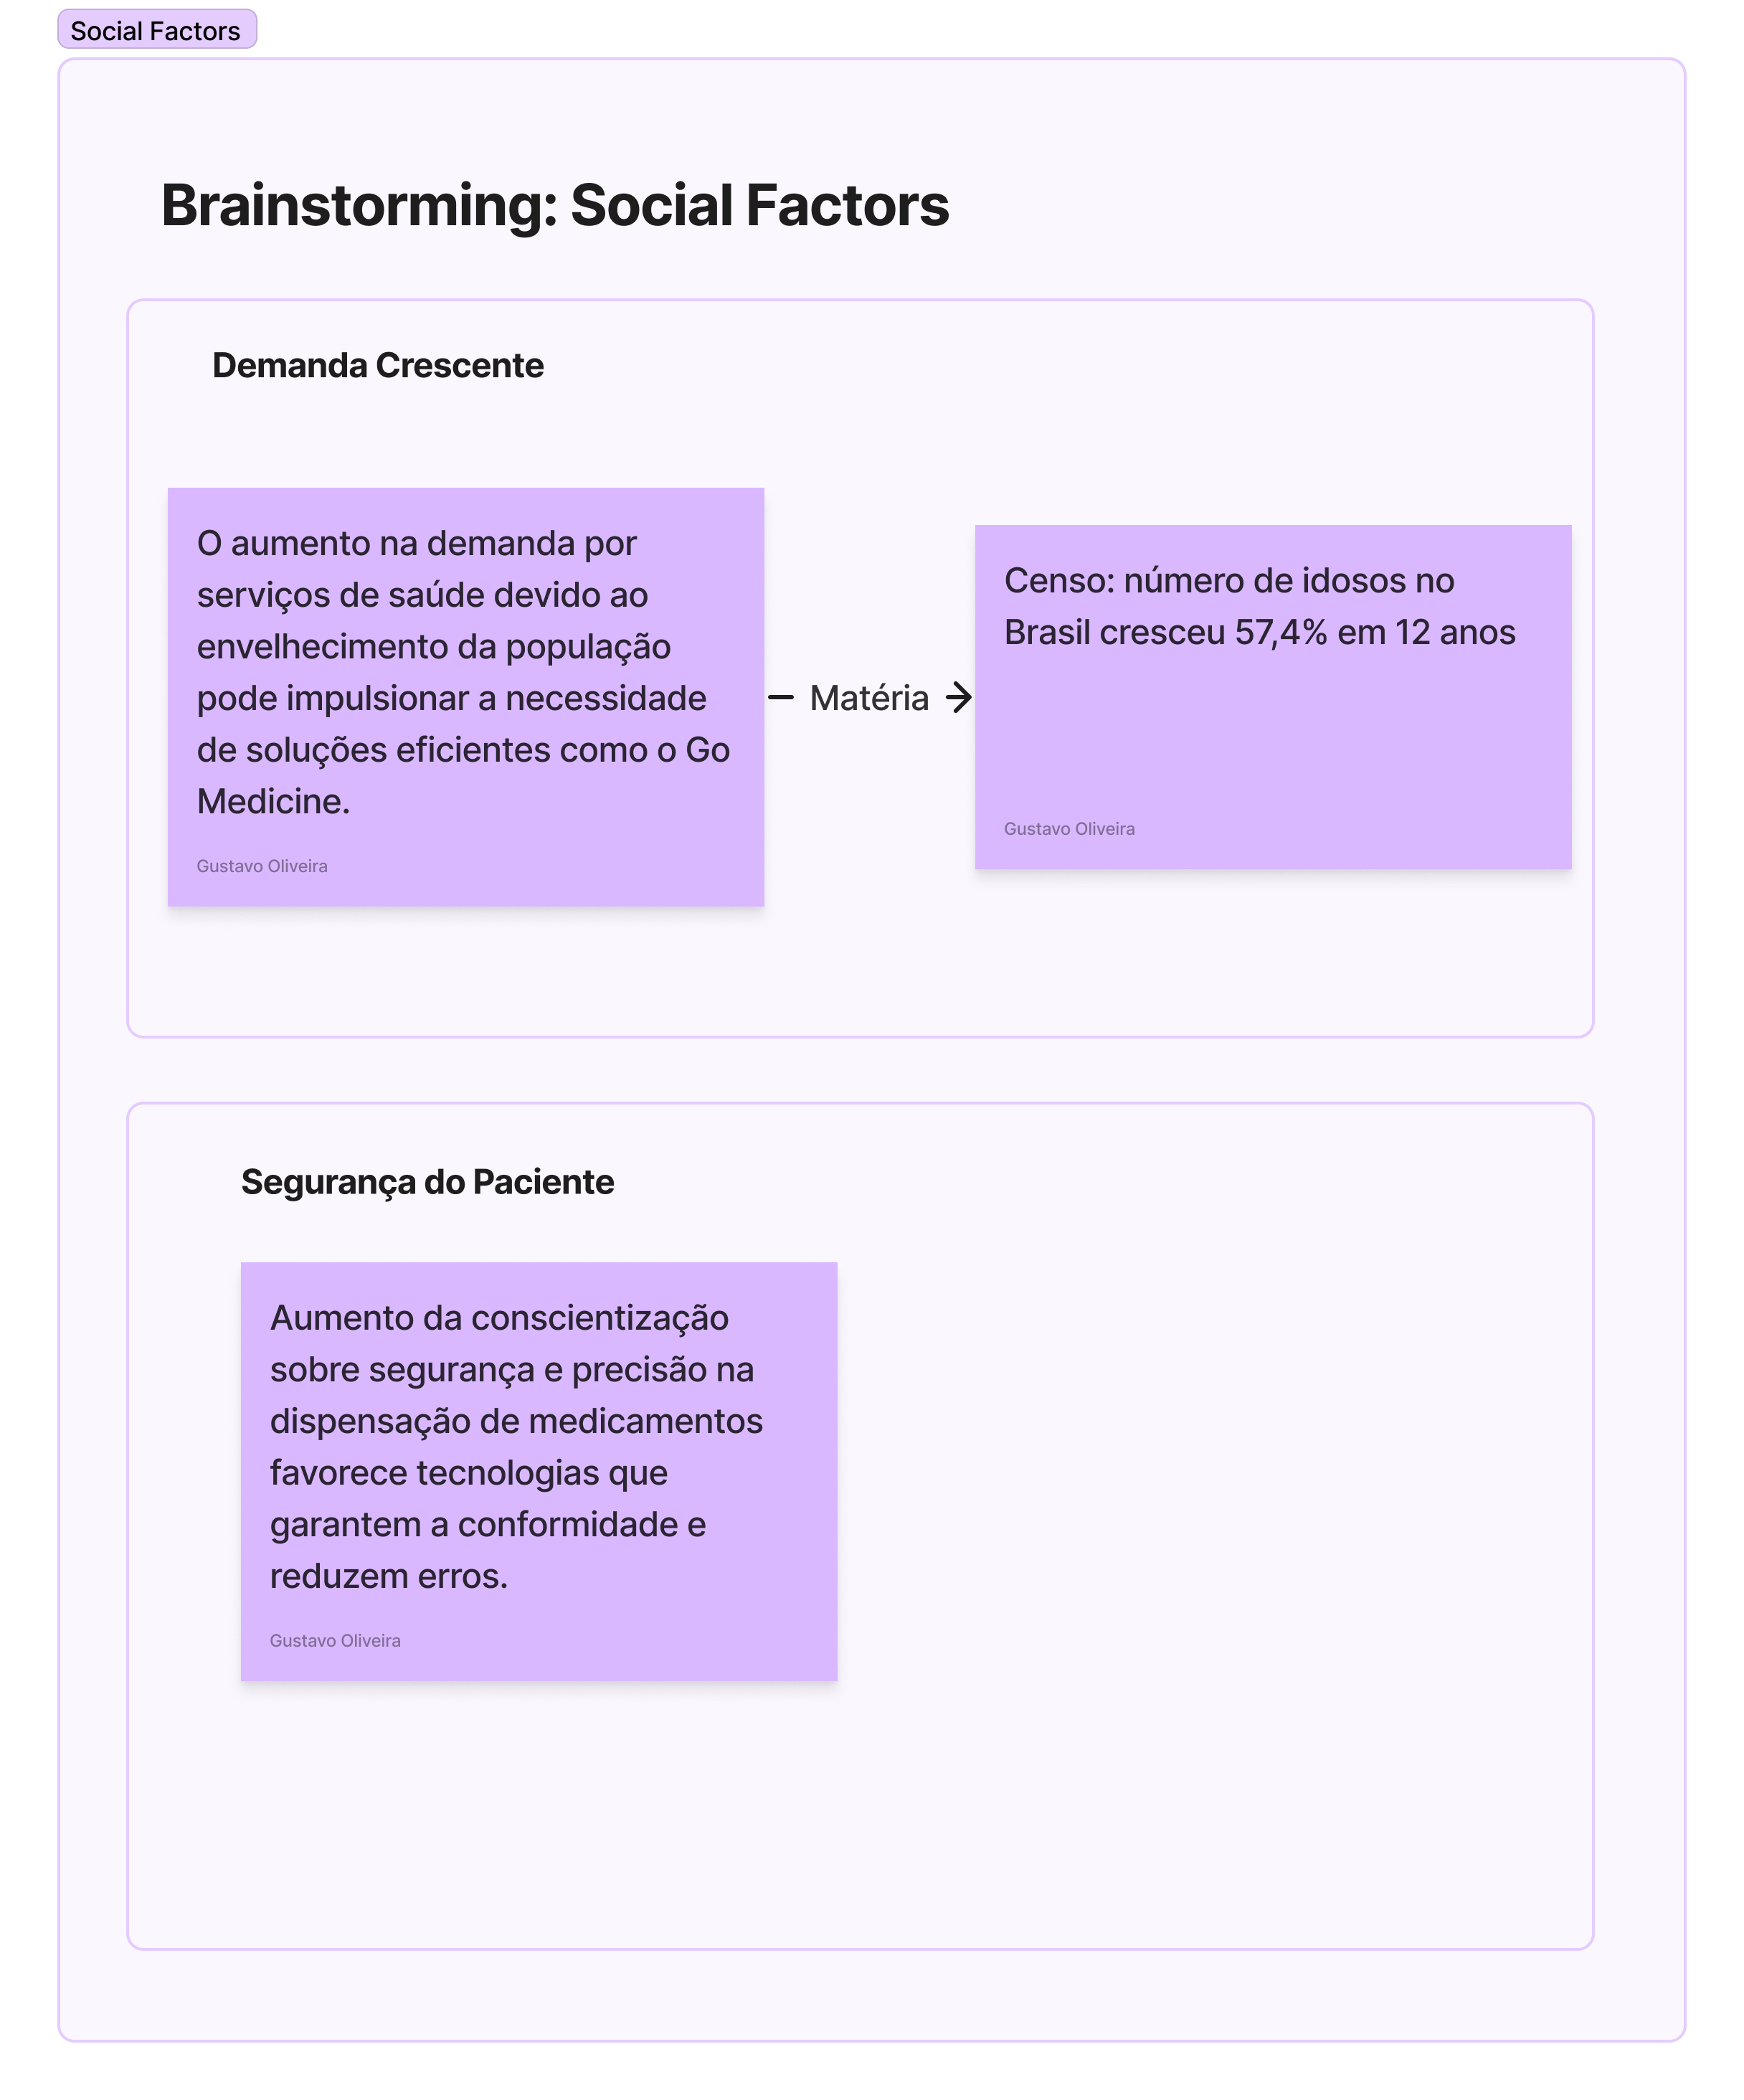 Social Factors
Brainstorming: Social Factors
Demanda Crescente
O aumento na demanda por
serviços de saúde devido ao
envelhecimento da população
pode impulsionar a necessidade
de soluções eficientes como o Go
Medicine.
Gustavo Oliveira
Matéria
Censo: número de idosos no
Brasil cresceu 57,4% em 12 anos
Gustavo Oliveira
Segurança do Paciente
Aumento da conscientização
sobre segurança e precisão na
dispensação de medicamentos
favorece tecnologias que
garantem a conformidade e
reduzem erros.
Gustavo Oliveira